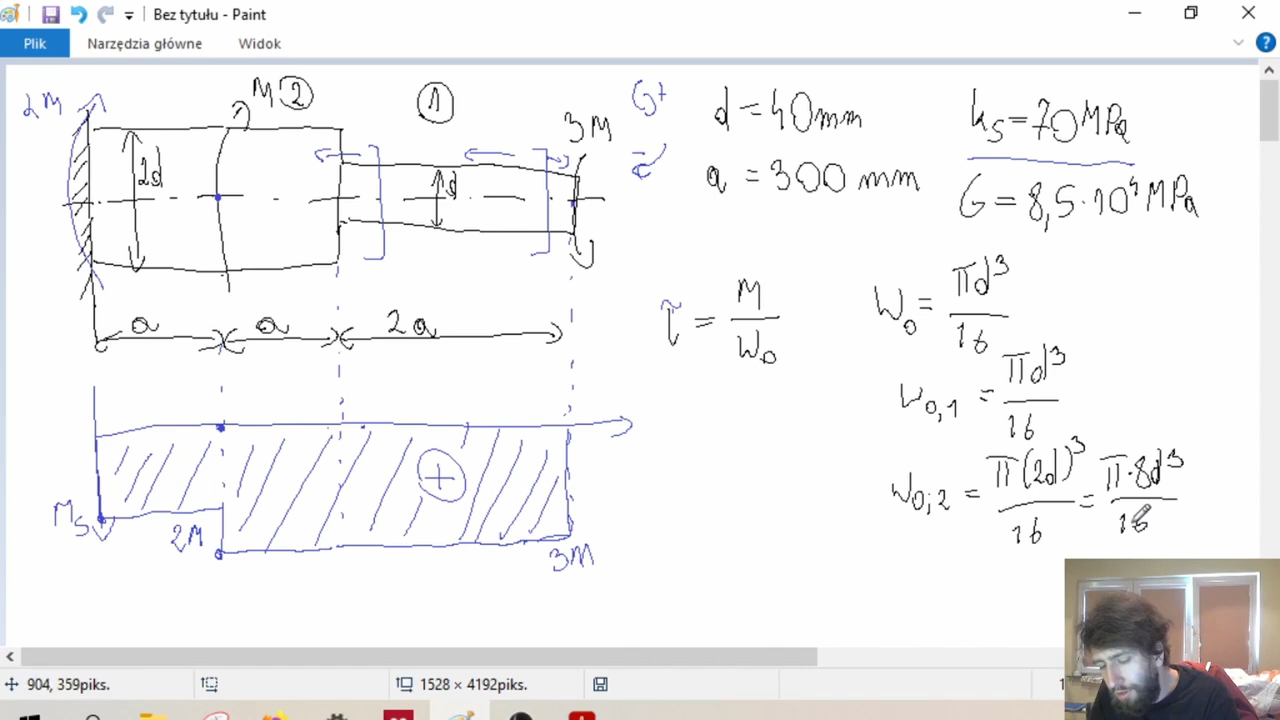 Bez tytułu - Paint
Plik
Narzędzia główne
Widok
2M
M
2
1
3M
2d
d
a
a
2a
G+
d = 40mm
a = 300 mm
ks = 70 MPa
G = 8,5·10⁴ MPa
τ = M / W₀
W₀ = πd³ / 16
W₀,₁ = πd³ / 16
W₀;₂ = π(2d)³ / 16 = π·8d³ / 16
+
Ms
2M
3M
904, 359piks.
1528 × 4192piks.